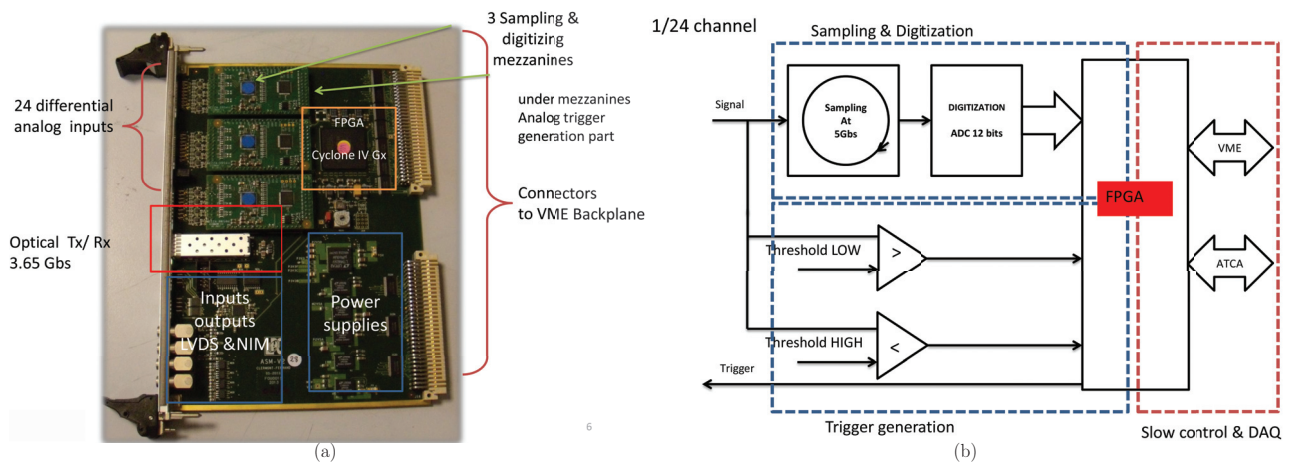 3 Sampling &
digitizing
mezzanines
24 differential
analog inputs
under mezzanines
Analog trigger
generation part
FPGA
Cyclone IV Gx
Connectors
to VME Backplane
Optical Tx/ Rx
3.65 Gbs
Inputs
outputs
LVDS &NIM
Power
supplies
ASM-V2
6
(a)
1/24 channel
Sampling & Digitization
Signal
Sampling
At
5Gbs
DIGITIZATION
ADC 12 bits
VME
FPGA
Threshold LOW
>
ATCA
Threshold HIGH
<
Trigger
Trigger generation
Slow control & DAQ
(b)